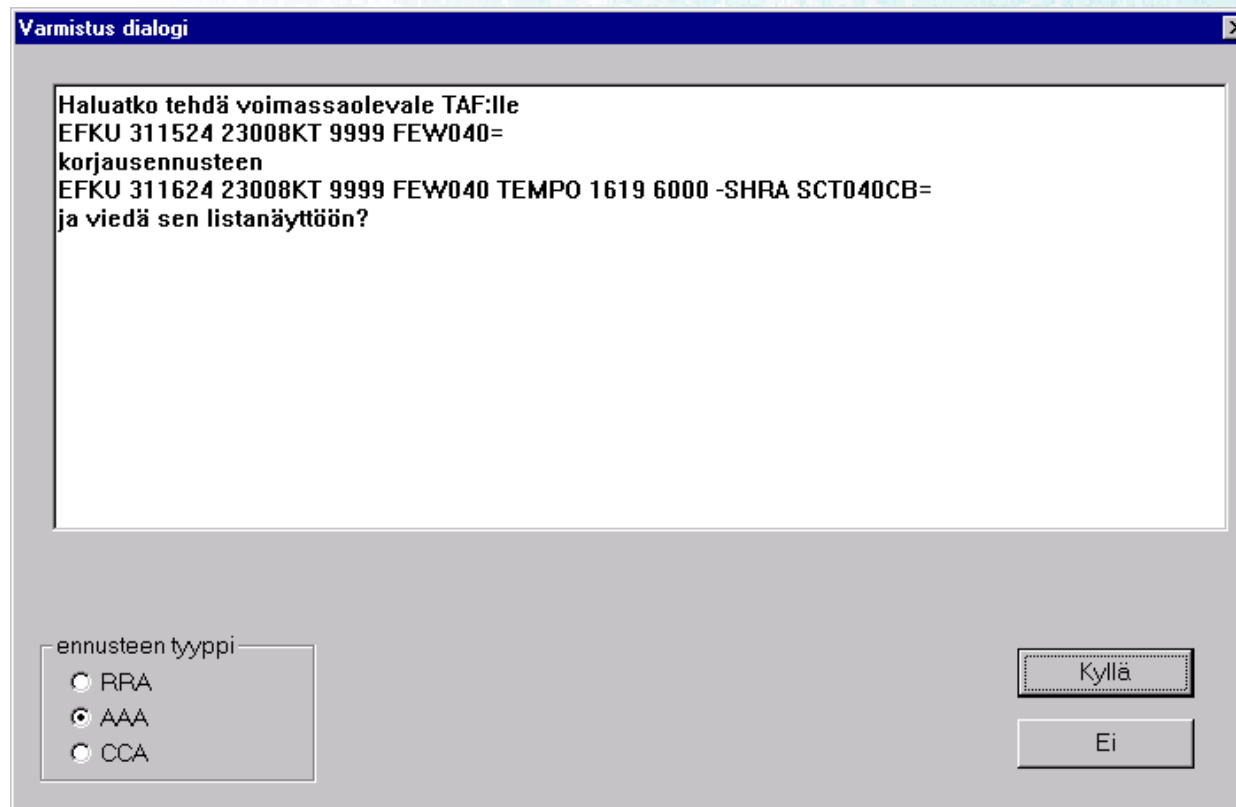 Varmistus dialogi
Haluatko tehdä voimassaolevale TAF:lle
EFKU 311524 23008KT 9999 FEW040=
korjausennusteen
EFKU 311624 23008KT 9999 FEW040 TEMPO 1619 6000 -SHRA SCT040CB=
ja viedä sen listanäyttöön?
ennusteen tyyppi
RRA
AAA
CCA
Kyllä
Ei